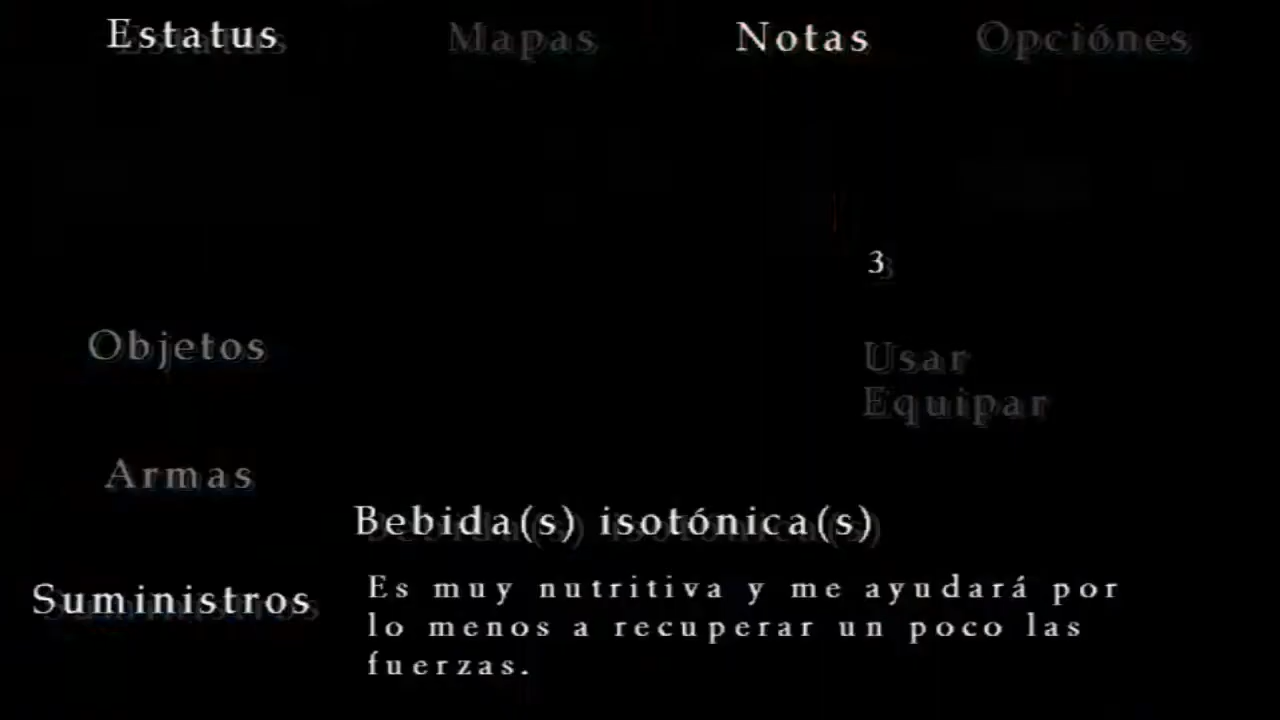 Estatus Mapas Notas Opciónes
3
Objetos
Usar
Equipar
Armas
Bebida(s) isotónica(s)
Suministros
Es muy nutritiva y me ayudará por
lo menos a recuperar un poco las
fuerzas.